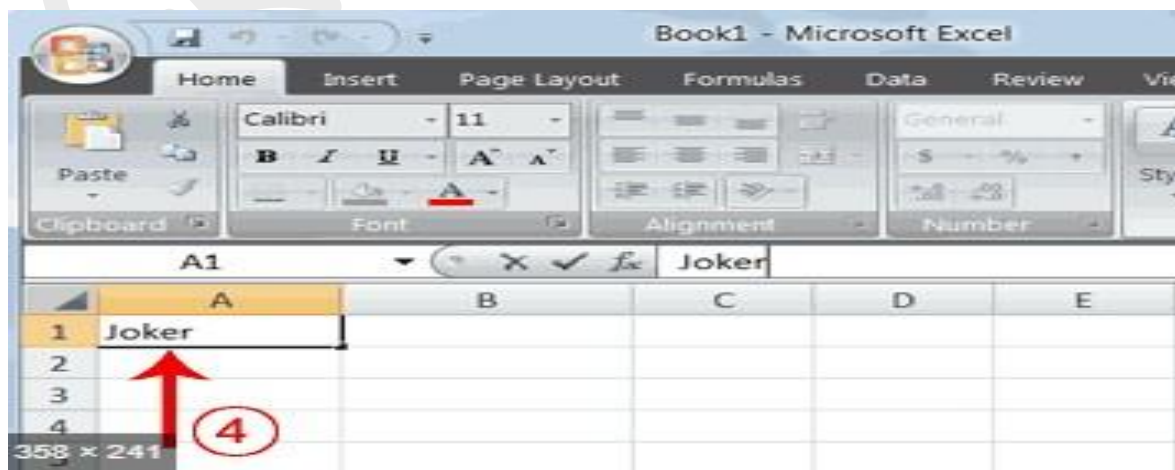 Book1 - Microsoft Excel
Home Insert Page Layout Formulas Data Review
Calibri 11 General
B I U A A $ %
Paste A
Clipboard Font Alignment Number
A1 fx Joker
A B C D E
1 Joker
2
3
4 4
358 × 241